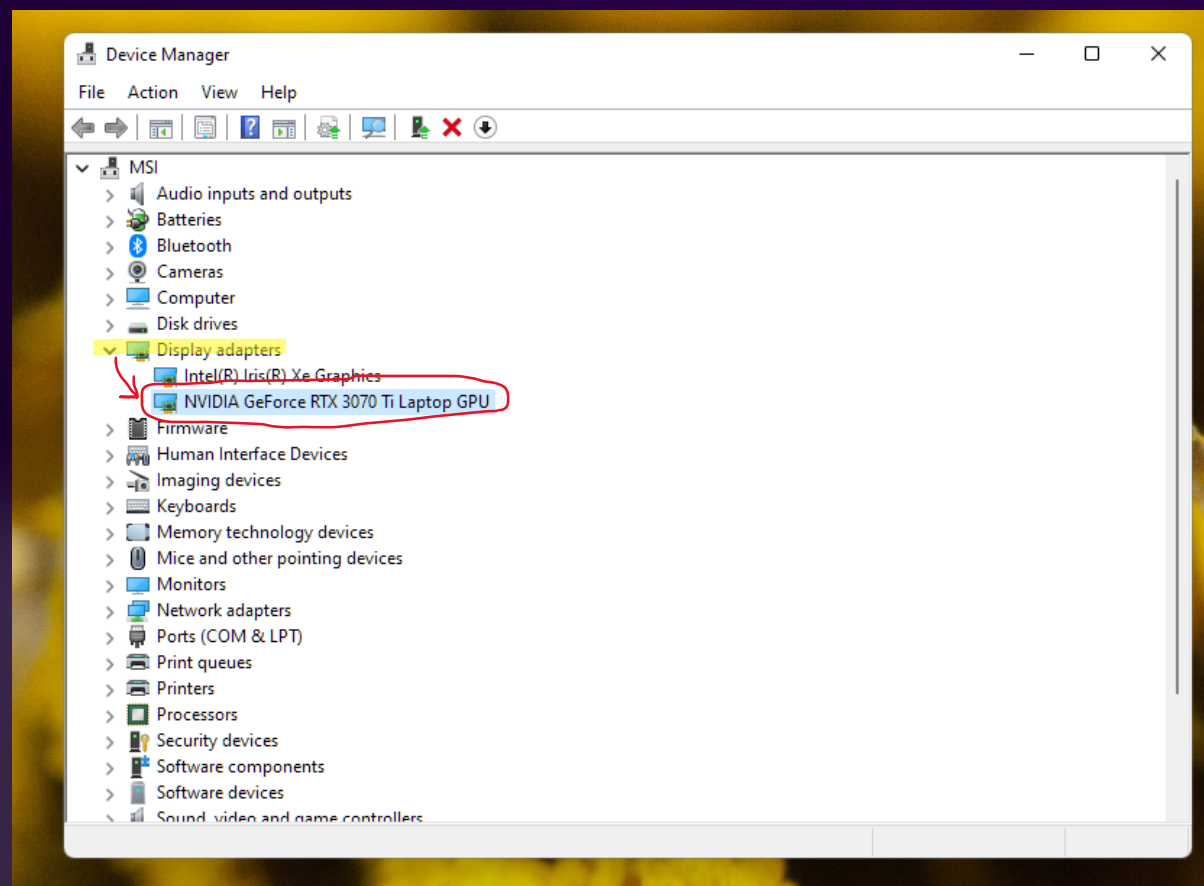 Device Manager
File Action View Help
MSI
Audio inputs and outputs
Batteries
Bluetooth
Cameras
Computer
Disk drives
Display adapters
Intel(R) Iris(R) Xe Graphics
NVIDIA GeForce RTX 3070 Ti Laptop GPU
Firmware
Human Interface Devices
Imaging devices
Keyboards
Memory technology devices
Mice and other pointing devices
Monitors
Network adapters
Ports (COM & LPT)
Print queues
Printers
Processors
Security devices
Software components
Software devices
Sound, video and game controllers